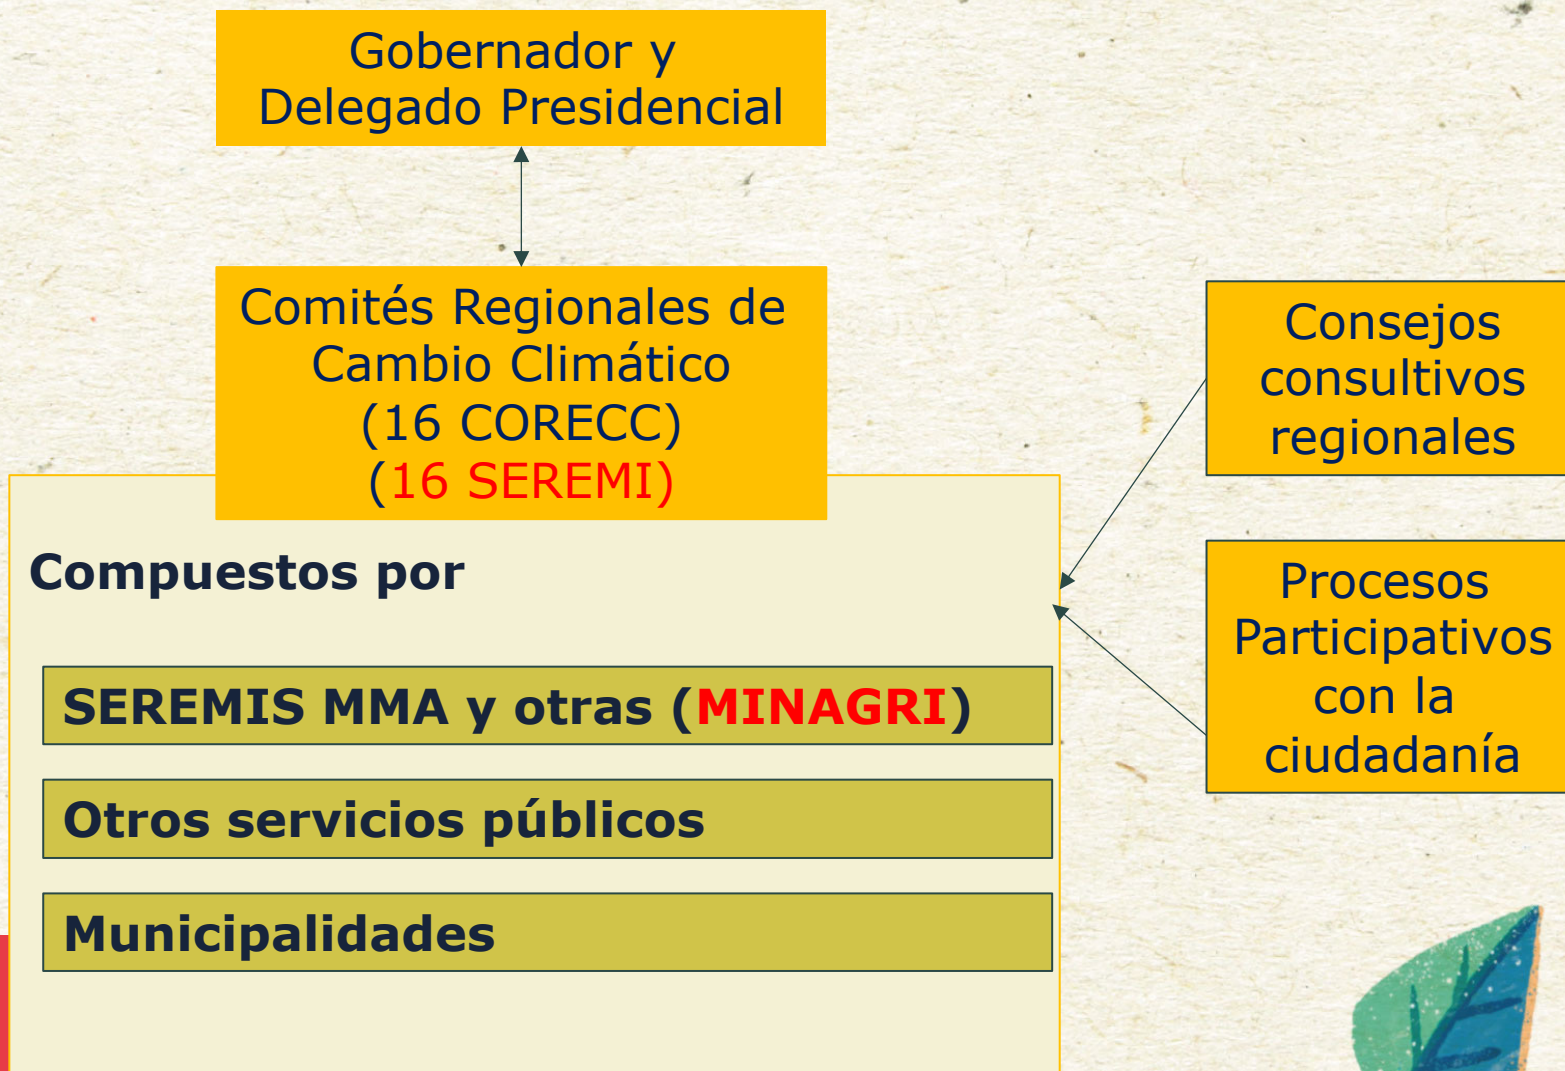 Gobernador y
Delegado Presidencial
Comités Regionales de
Cambio Climático
(16 CORECC)
(16 SEREMI)
Compuestos por
SEREMIS MMA y otras (MINAGRI)
Otros servicios públicos
Municipalidades
Consejos
consultivos
regionales
Procesos
Participativos
con la
ciudadanía